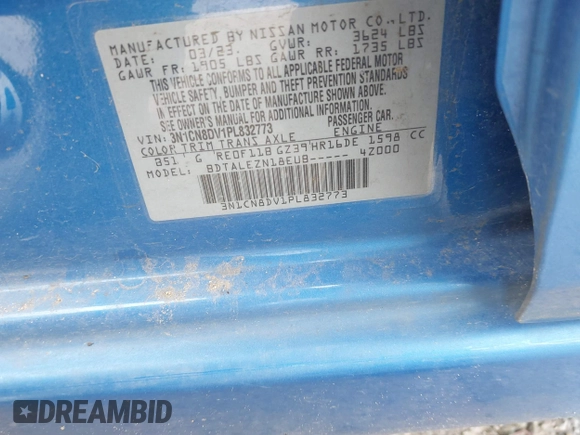 MANUFACTURED BY NISSAN MOTOR CO., LTD.
DATE: 03/23 GVWR: 3624 LBS
GAWR FR: 1905 LBS GAWR RR: 1735 LBS
THIS VEHICLE CONFORMS TO ALL APPLICABLE FEDERAL MOTOR
VEHICLE SAFETY, BUMPER AND THEFT PREVENTION STANDARDS
IN EFFECT ON THE DATE OF MANUFACTURE SHOWN ABOVE.
SEE OWNER'S MANUAL FOR ADDITIONAL INFORMATION.
VIN: 3N1CN8DV1PL832773 PASSENGER CAR.
COLOR TRIM TRANS AXLE ENGINE
351 G RE0F11B GZ39 HR16DE 1598 CC
MODEL: BDTALEZN18EUB----- 4Z000
3N1CN8DV1PL832773
DREAMBID